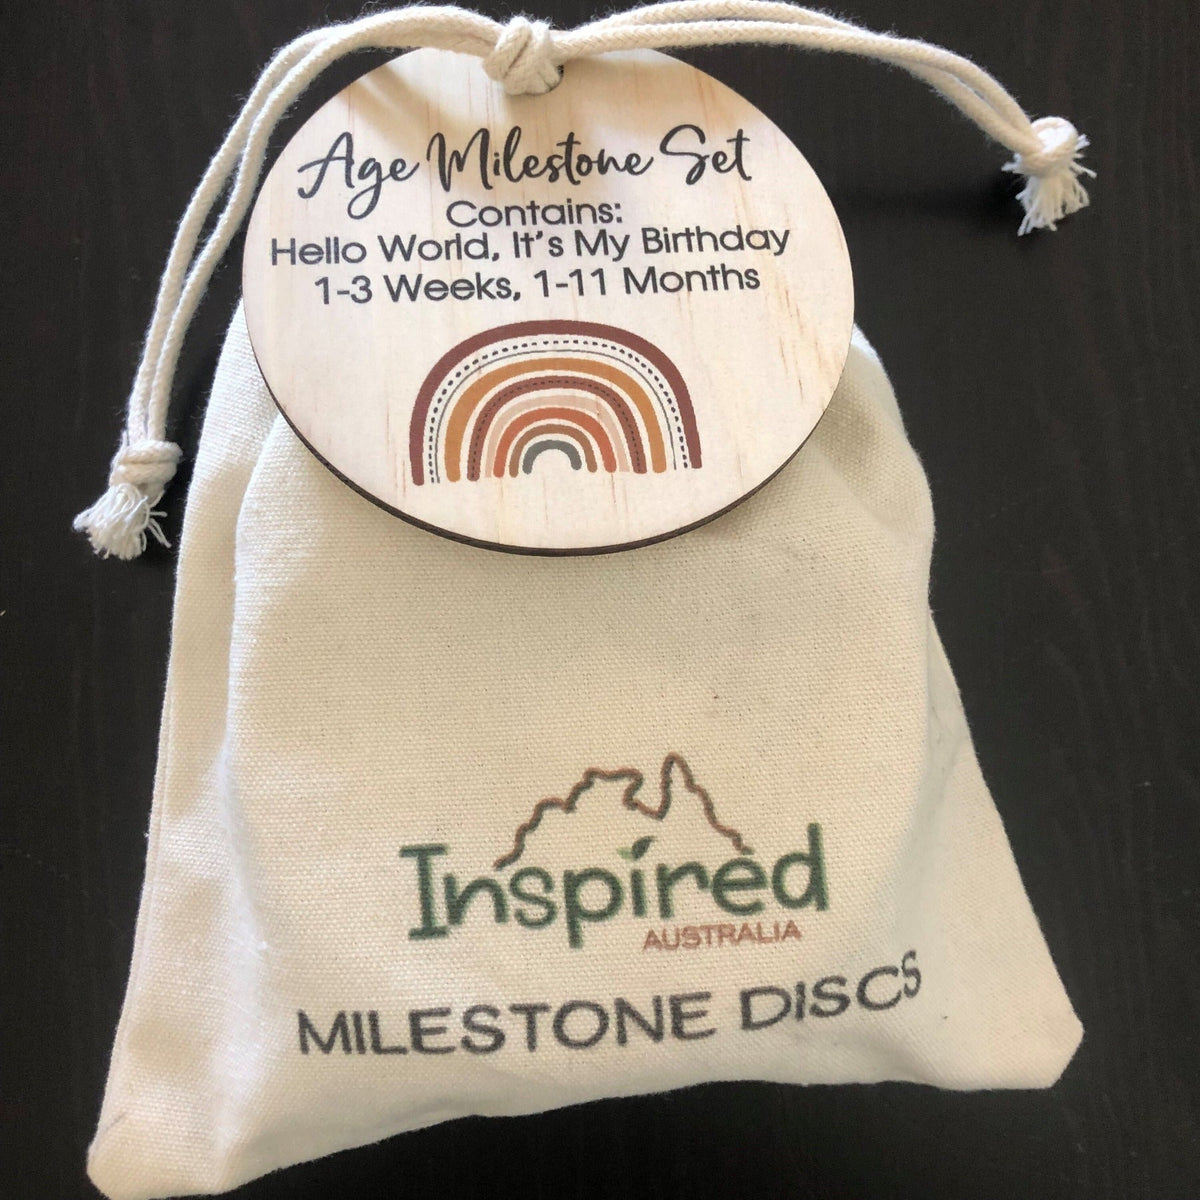 Age Milestone Set
Contains:
Hello World, It's My Birthday
1-3 Weeks, 1-11 Months
Inspired
AUSTRALIA
MILESTONE DISCS